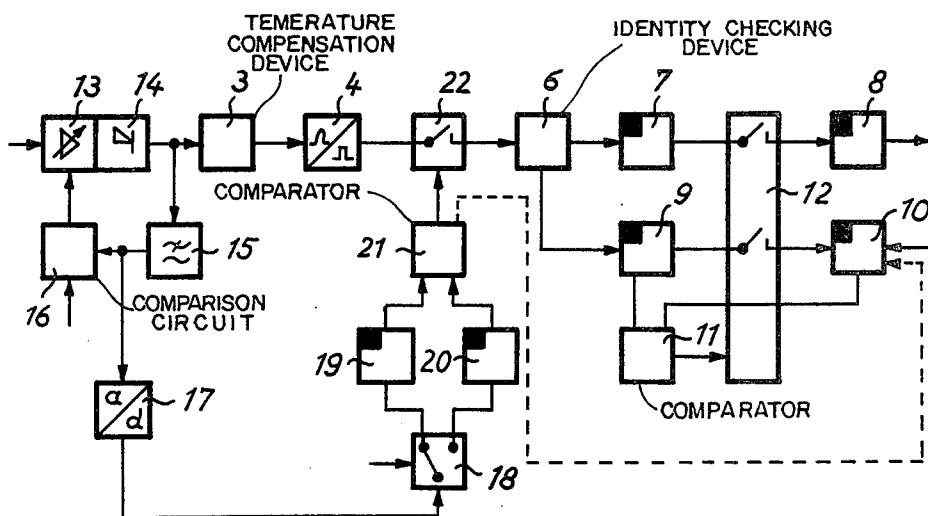 TEMERATURE
COMPENSATION
DEVICE
IDENTITY CHECKING
DEVICE
13
14
3
4
22
6
7
8
COMPARATOR
12
9
10
15
21
16
COMPARISON
CIRCUIT
11
19
20
a
d
17
COMPARATOR
18